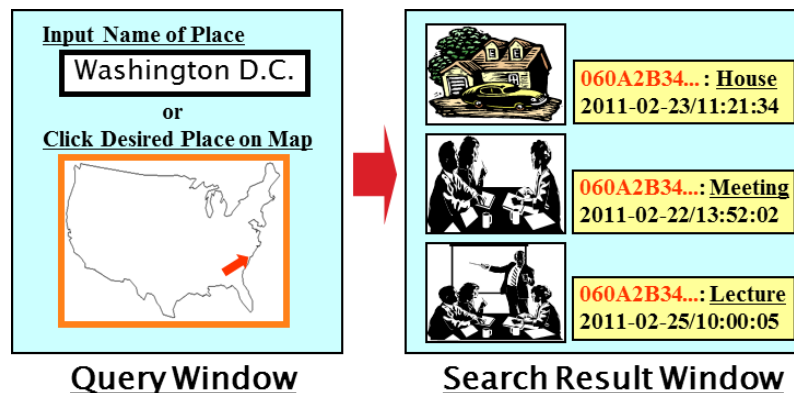 Input Name of Place
Washington D.C.
or
Click Desired Place on Map
Query Window
060A2B34...: House
2011-02-23/11:21:34
060A2B34...: Meeting
2011-02-22/13:52:02
060A2B34...: Lecture
2011-02-25/10:00:05
Search Result Window